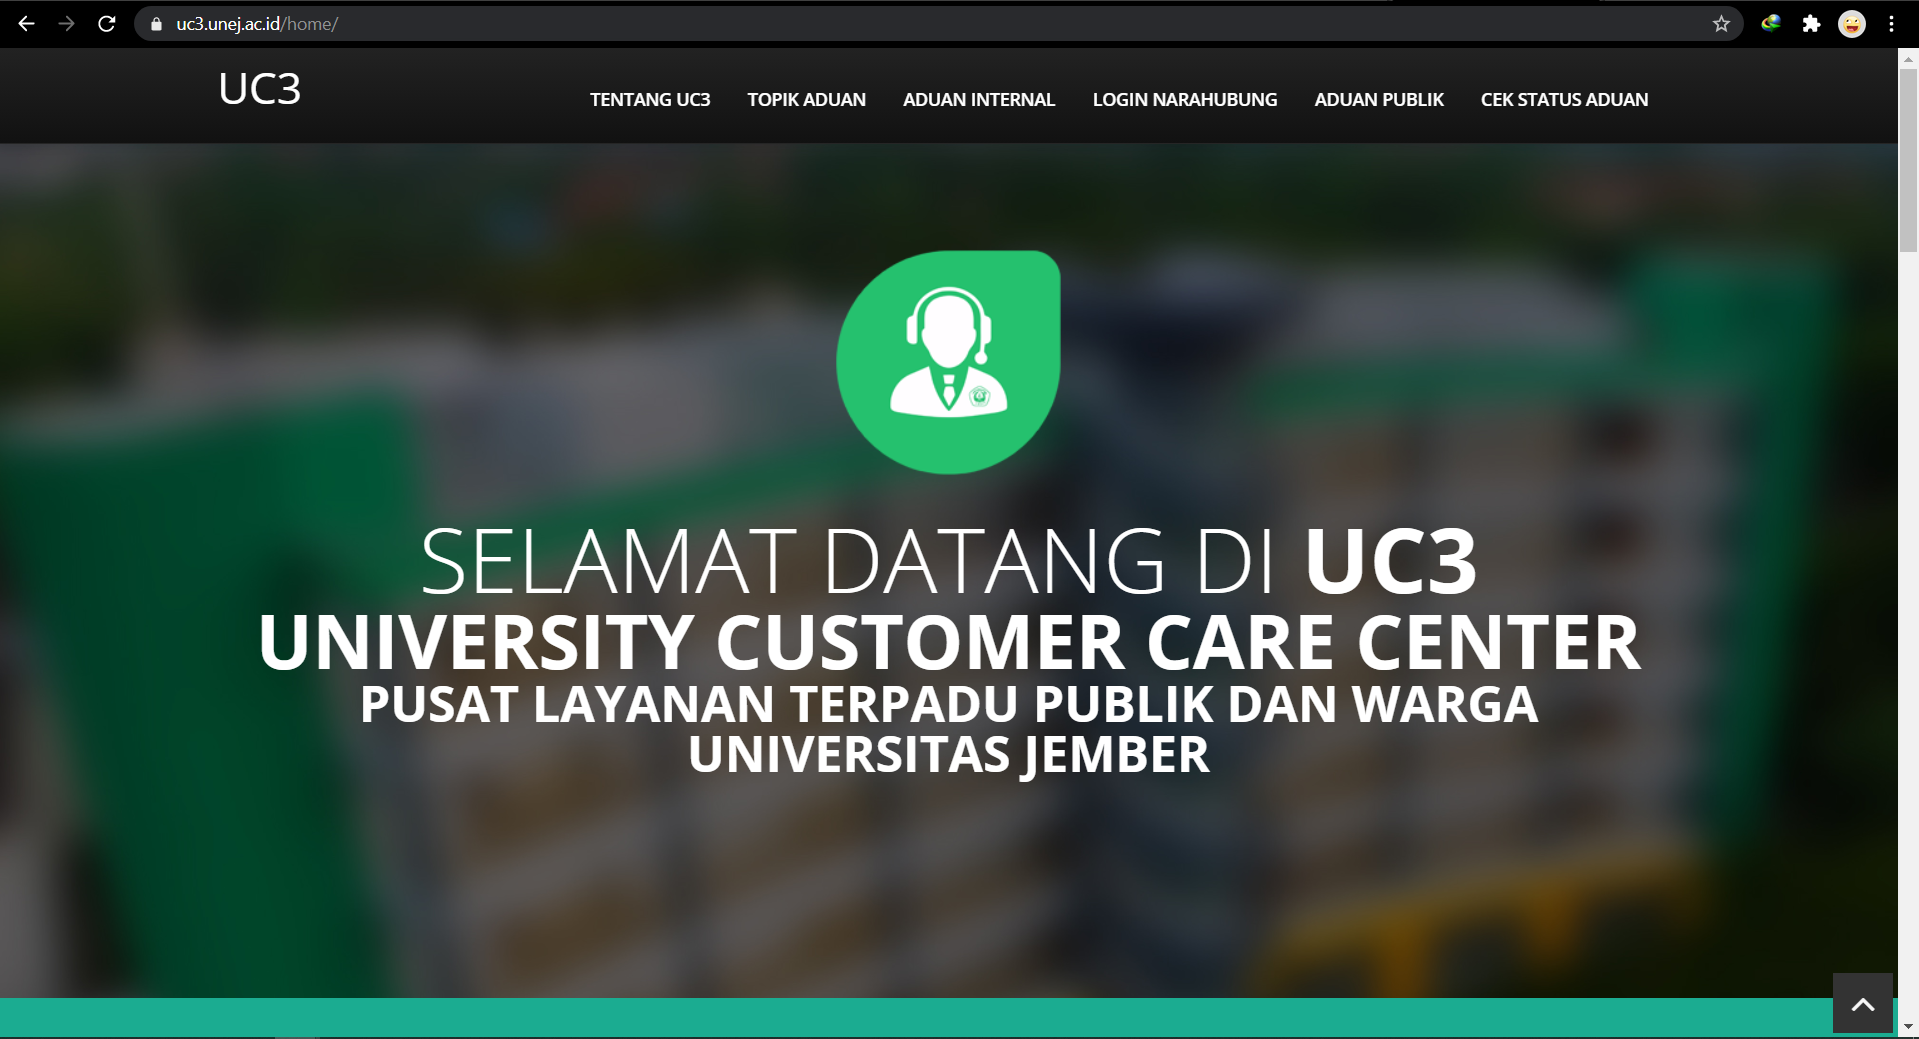 uc3.unej.ac.id/home/
UC3
TENTANG UC3 TOPIK ADUAN ADUAN INTERNAL LOGIN NARAHUBUNG ADUAN PUBLIK CEK STATUS ADUAN
SELAMAT DATANG DI UC3
UNIVERSITY CUSTOMER CARE CENTER
PUSAT LAYANAN TERPADU PUBLIK DAN WARGA
UNIVERSITAS JEMBER